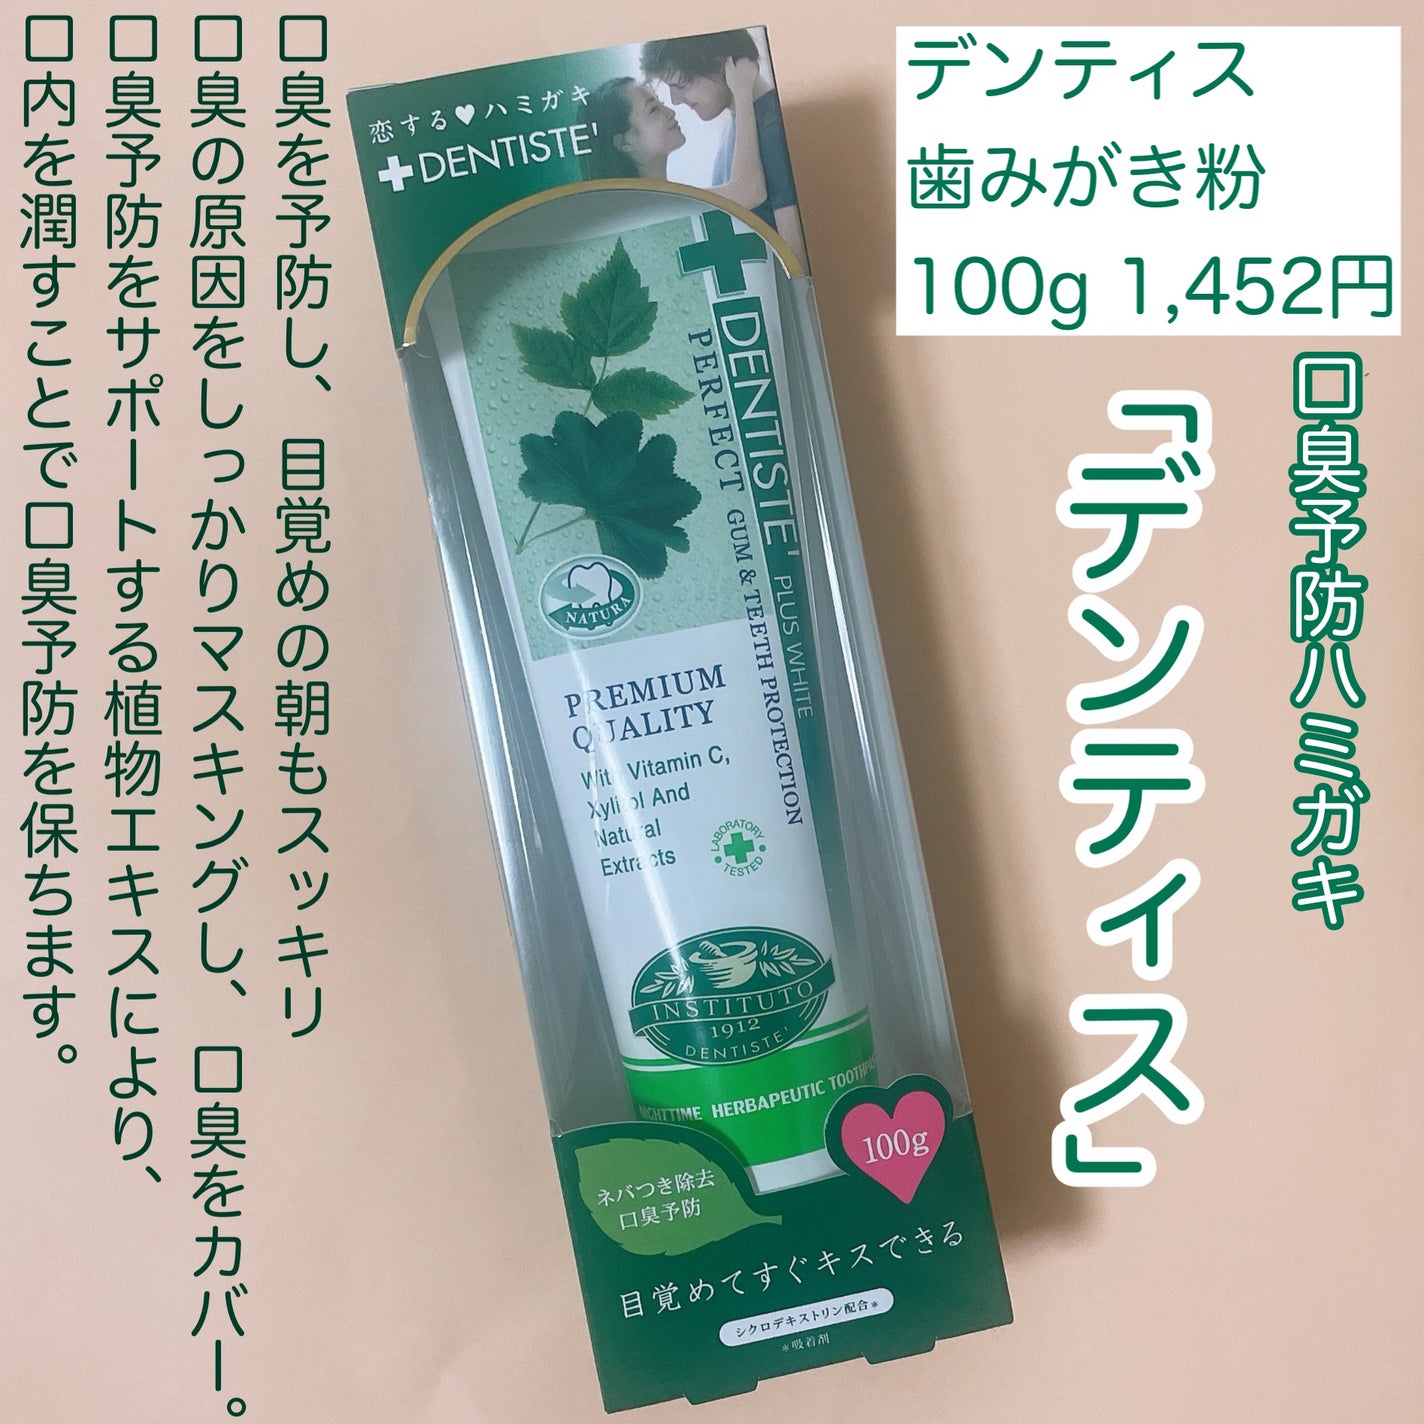 デンティス
歯みがき粉
100g 1,452円
口臭予防ハミガキ
「デンティス」
口臭を予防し、目覚めの朝もスッキリ
口臭の原因をしっかりマスキングし、口臭をカバー。
口臭予防をサポートする植物エキスにより、
口内を潤すことで口臭予防を保ちます。
恋する♥ハミガキ
DENTISTE'
DENTISTE' PLUS WHITE
PERFECT GUM & TEETH PROTECTION
NATURA
PREMIUM
QUALITY
With Vitamin C,
Xylitol And
Natural
Extracts
LABORATORY
TESTED
INSTITUTO
1912
DENTISTE'
NIGHTTIME HERBAPEUTIC
100g
ネバつき除去
口臭予防
目覚めてすぐキスできる
シクロデキストリン配合*
*吸着剤